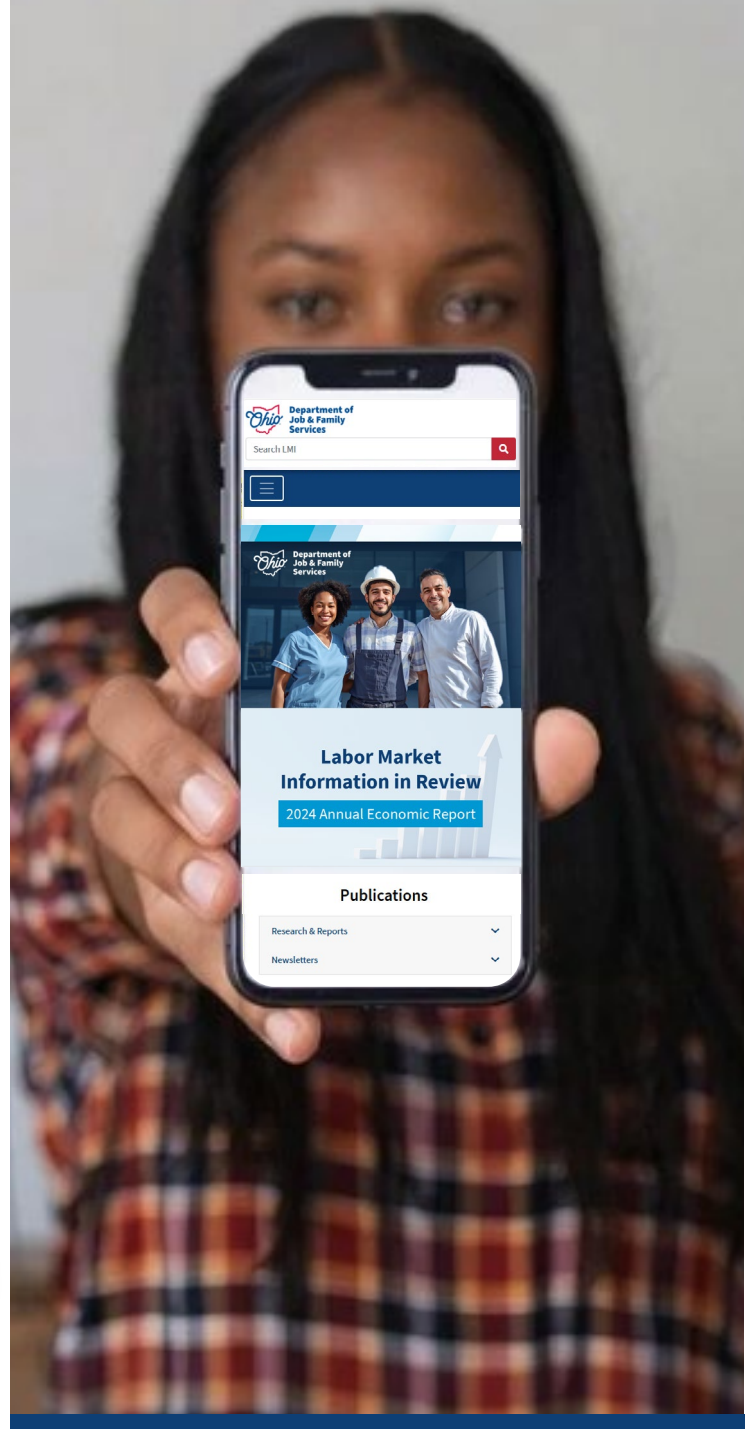 Ohio
Department of
Job & Family
Services
Search LMI
Ohio
Department of
Job & Family
Services
Labor Market
Information in Review
2024 Annual Economic Report
Publications
Research & Reports
Newsletters